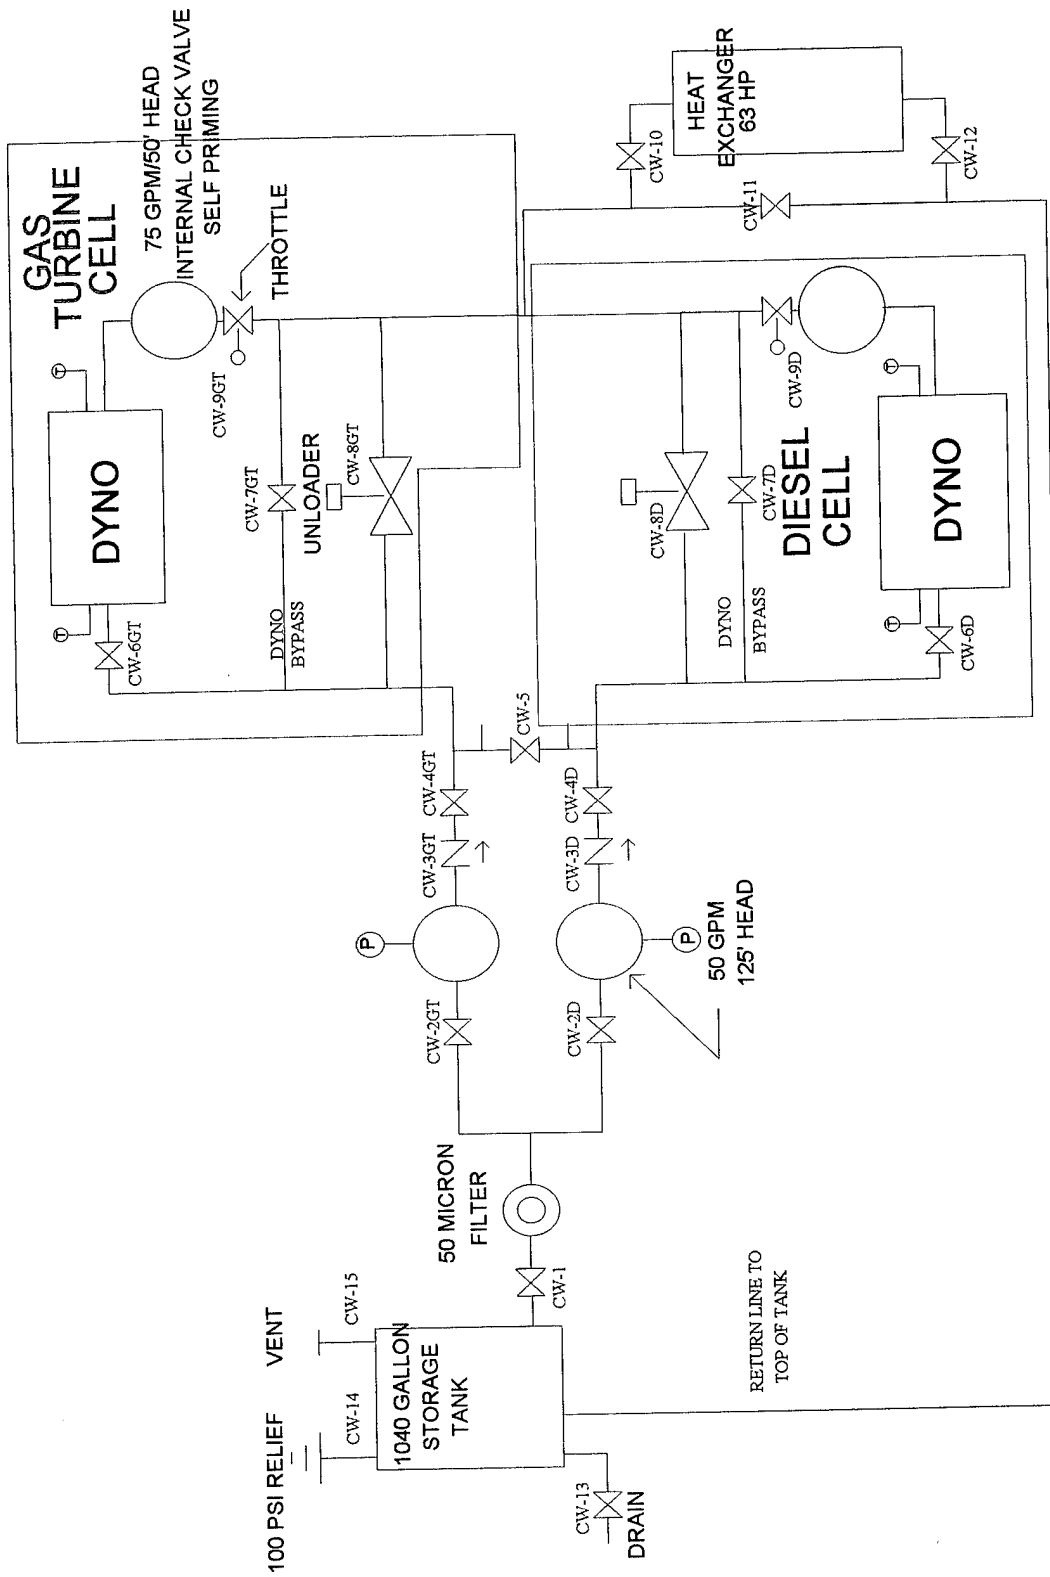 GAS
TURBINE
CELL
75 GPM/50' HEAD
INTERNAL CHECK VALVE
SELF PRIMING
THROTTLE
T
T
DYNO
CW-6GT
CW-9GT
CW-7GT
UNLOADER
CW-8GT
DYNO
BYPASS
HEAT
EXCHANGER
63 HP
CW-10
CW-11
CW-12
CW-9D
CW-8D
CW-7D
DYNO
BYPASS
DIESEL
CELL
T
T
DYNO
CW-6D
CW-5
CW-4GT
CW-3GT
CW-4D
CW-3D
P
P
50 GPM
125' HEAD
CW-2GT
CW-2D
50 MICRON
FILTER
CW-1
100 PSI RELIEF
VENT
CW-14
CW-15
1040 GALLON
STORAGE
TANK
CW-13
DRAIN
RETURN LINE TO
TOP OF TANK